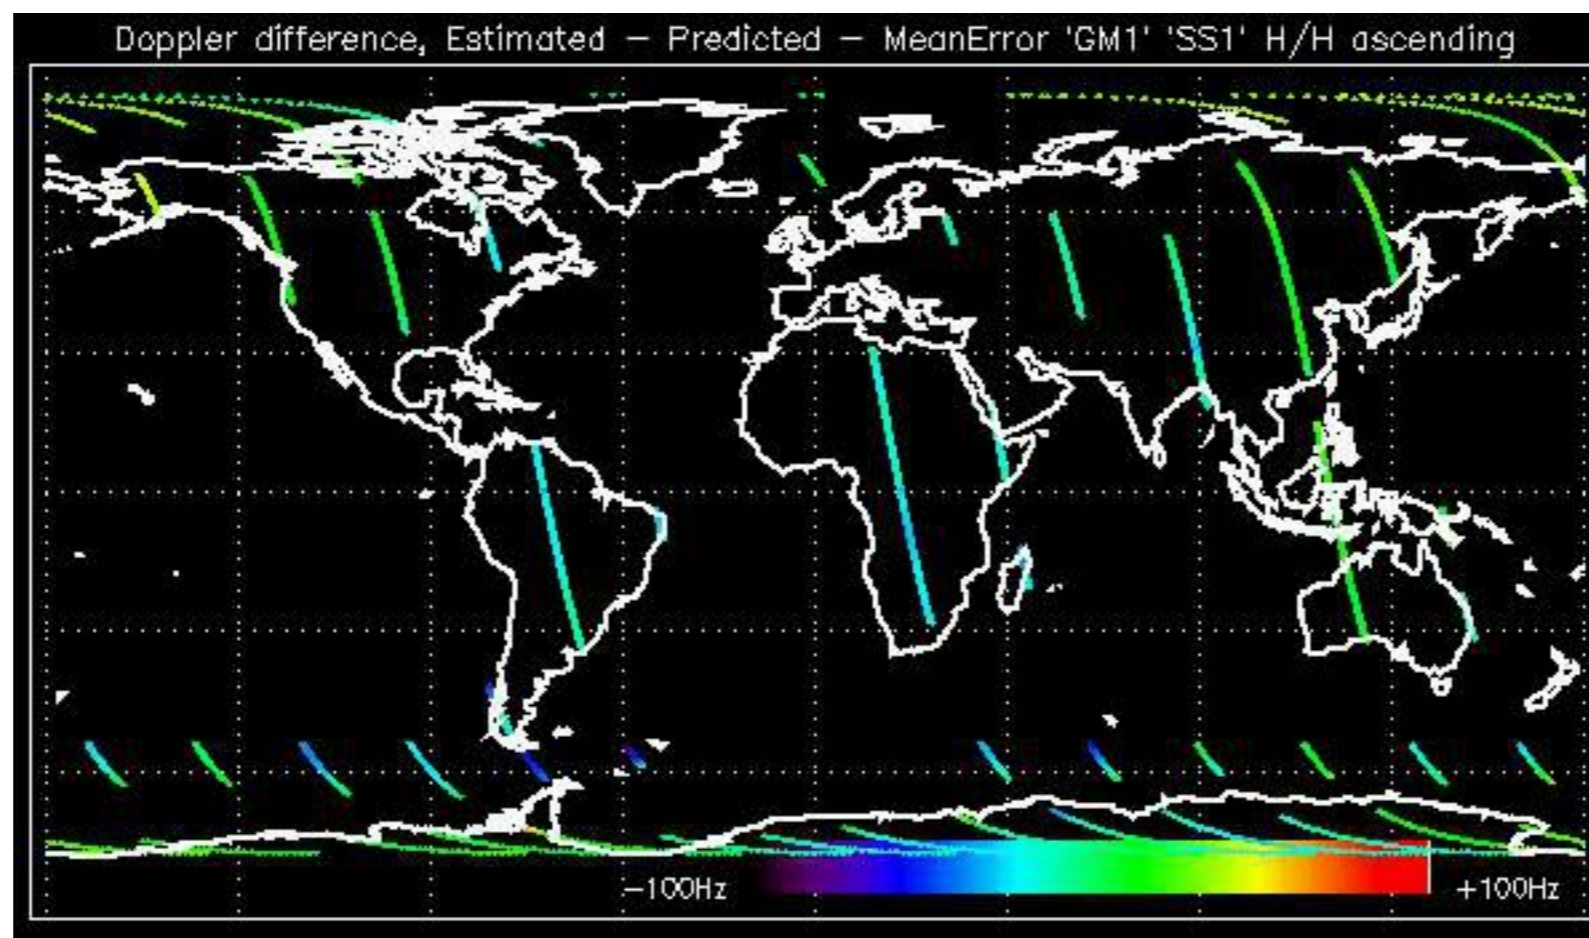 Doppler difference, Estimated – Predicted – MeanError 'GM1' 'SS1' H/H ascending
–100Hz
+100Hz